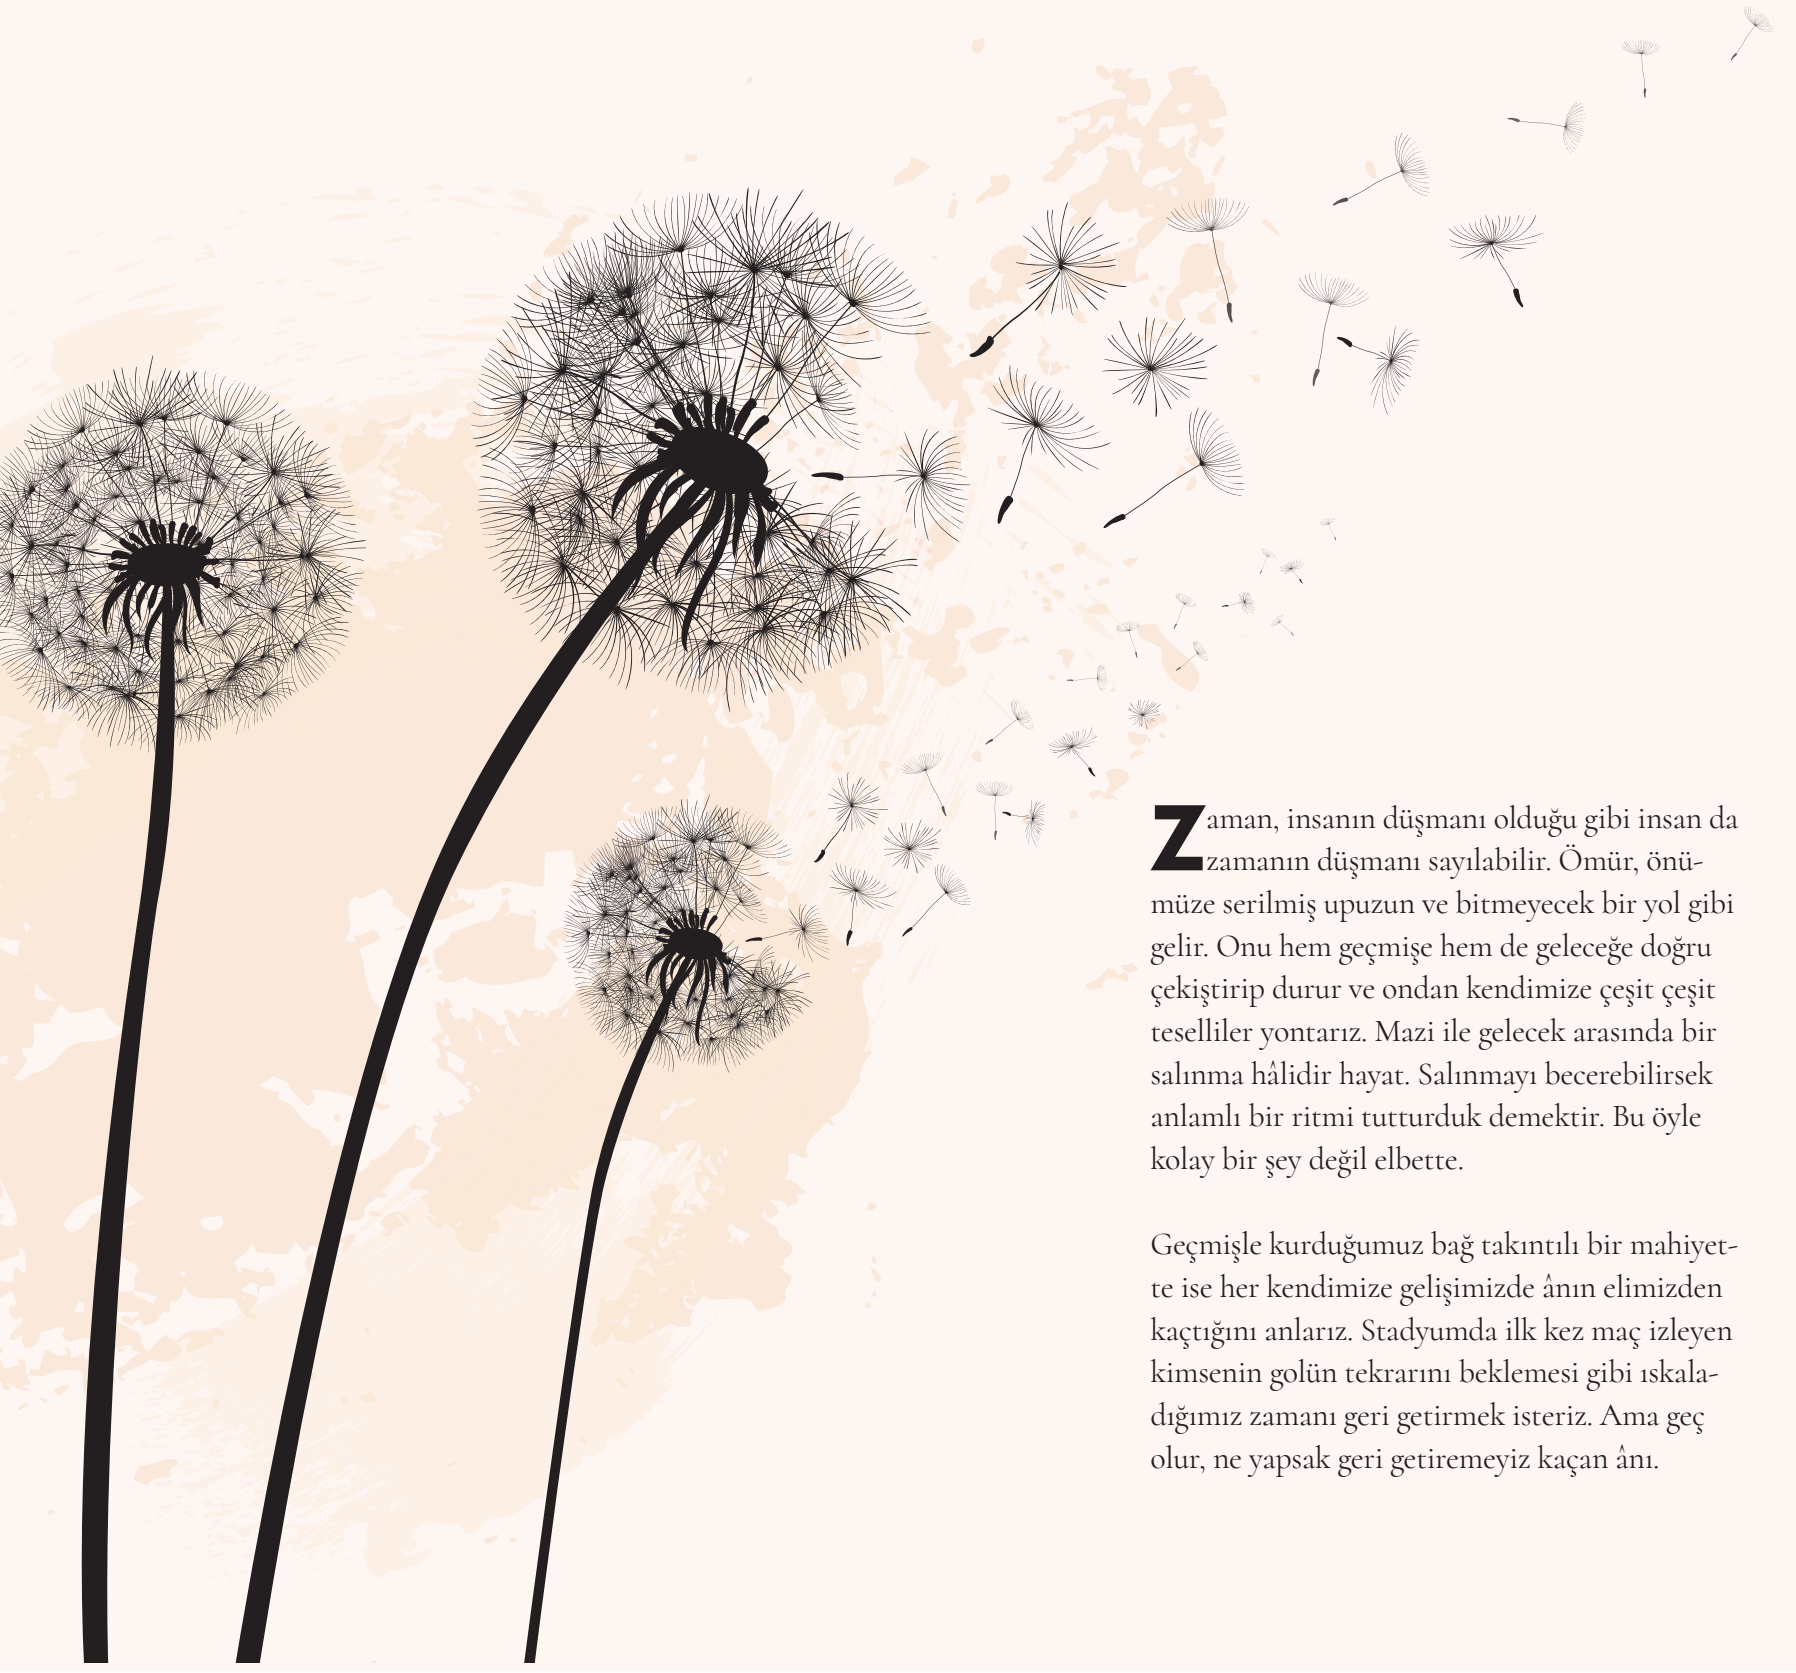 Zaman, insanın düşmanı olduğu gibi insan da
zamanın düşmanı sayılabilir. Ömür, önü-
müze serilmiş upuzun ve bitmeyecek bir yol gibi
gelir. Onu hem geçmişe hem de geleceğe doğru
çekiştirip durur ve ondan kendimize çeşit çeşit
teselliler yontarız. Mazi ile gelecek arasında bir
salınma hâlidir hayat. Salınmayı becerebilirsek
anlamlı bir ritmi tutturduk demektir. Bu öyle
kolay bir şey değil elbette.
Geçmişle kurduğumuz bağ takıntılı bir mahiyet-
te ise her kendimize gelişimizde ânın elimizden
kaçtığını anlarız. Stadyumda ilk kez maç izleyen
kimsenin golün tekrarını beklemesi gibi ıskala-
dığımız zamanı geri getirmek isteriz. Ama geç
olur, ne yapsak geri getiremeyiz kaçan ânı.